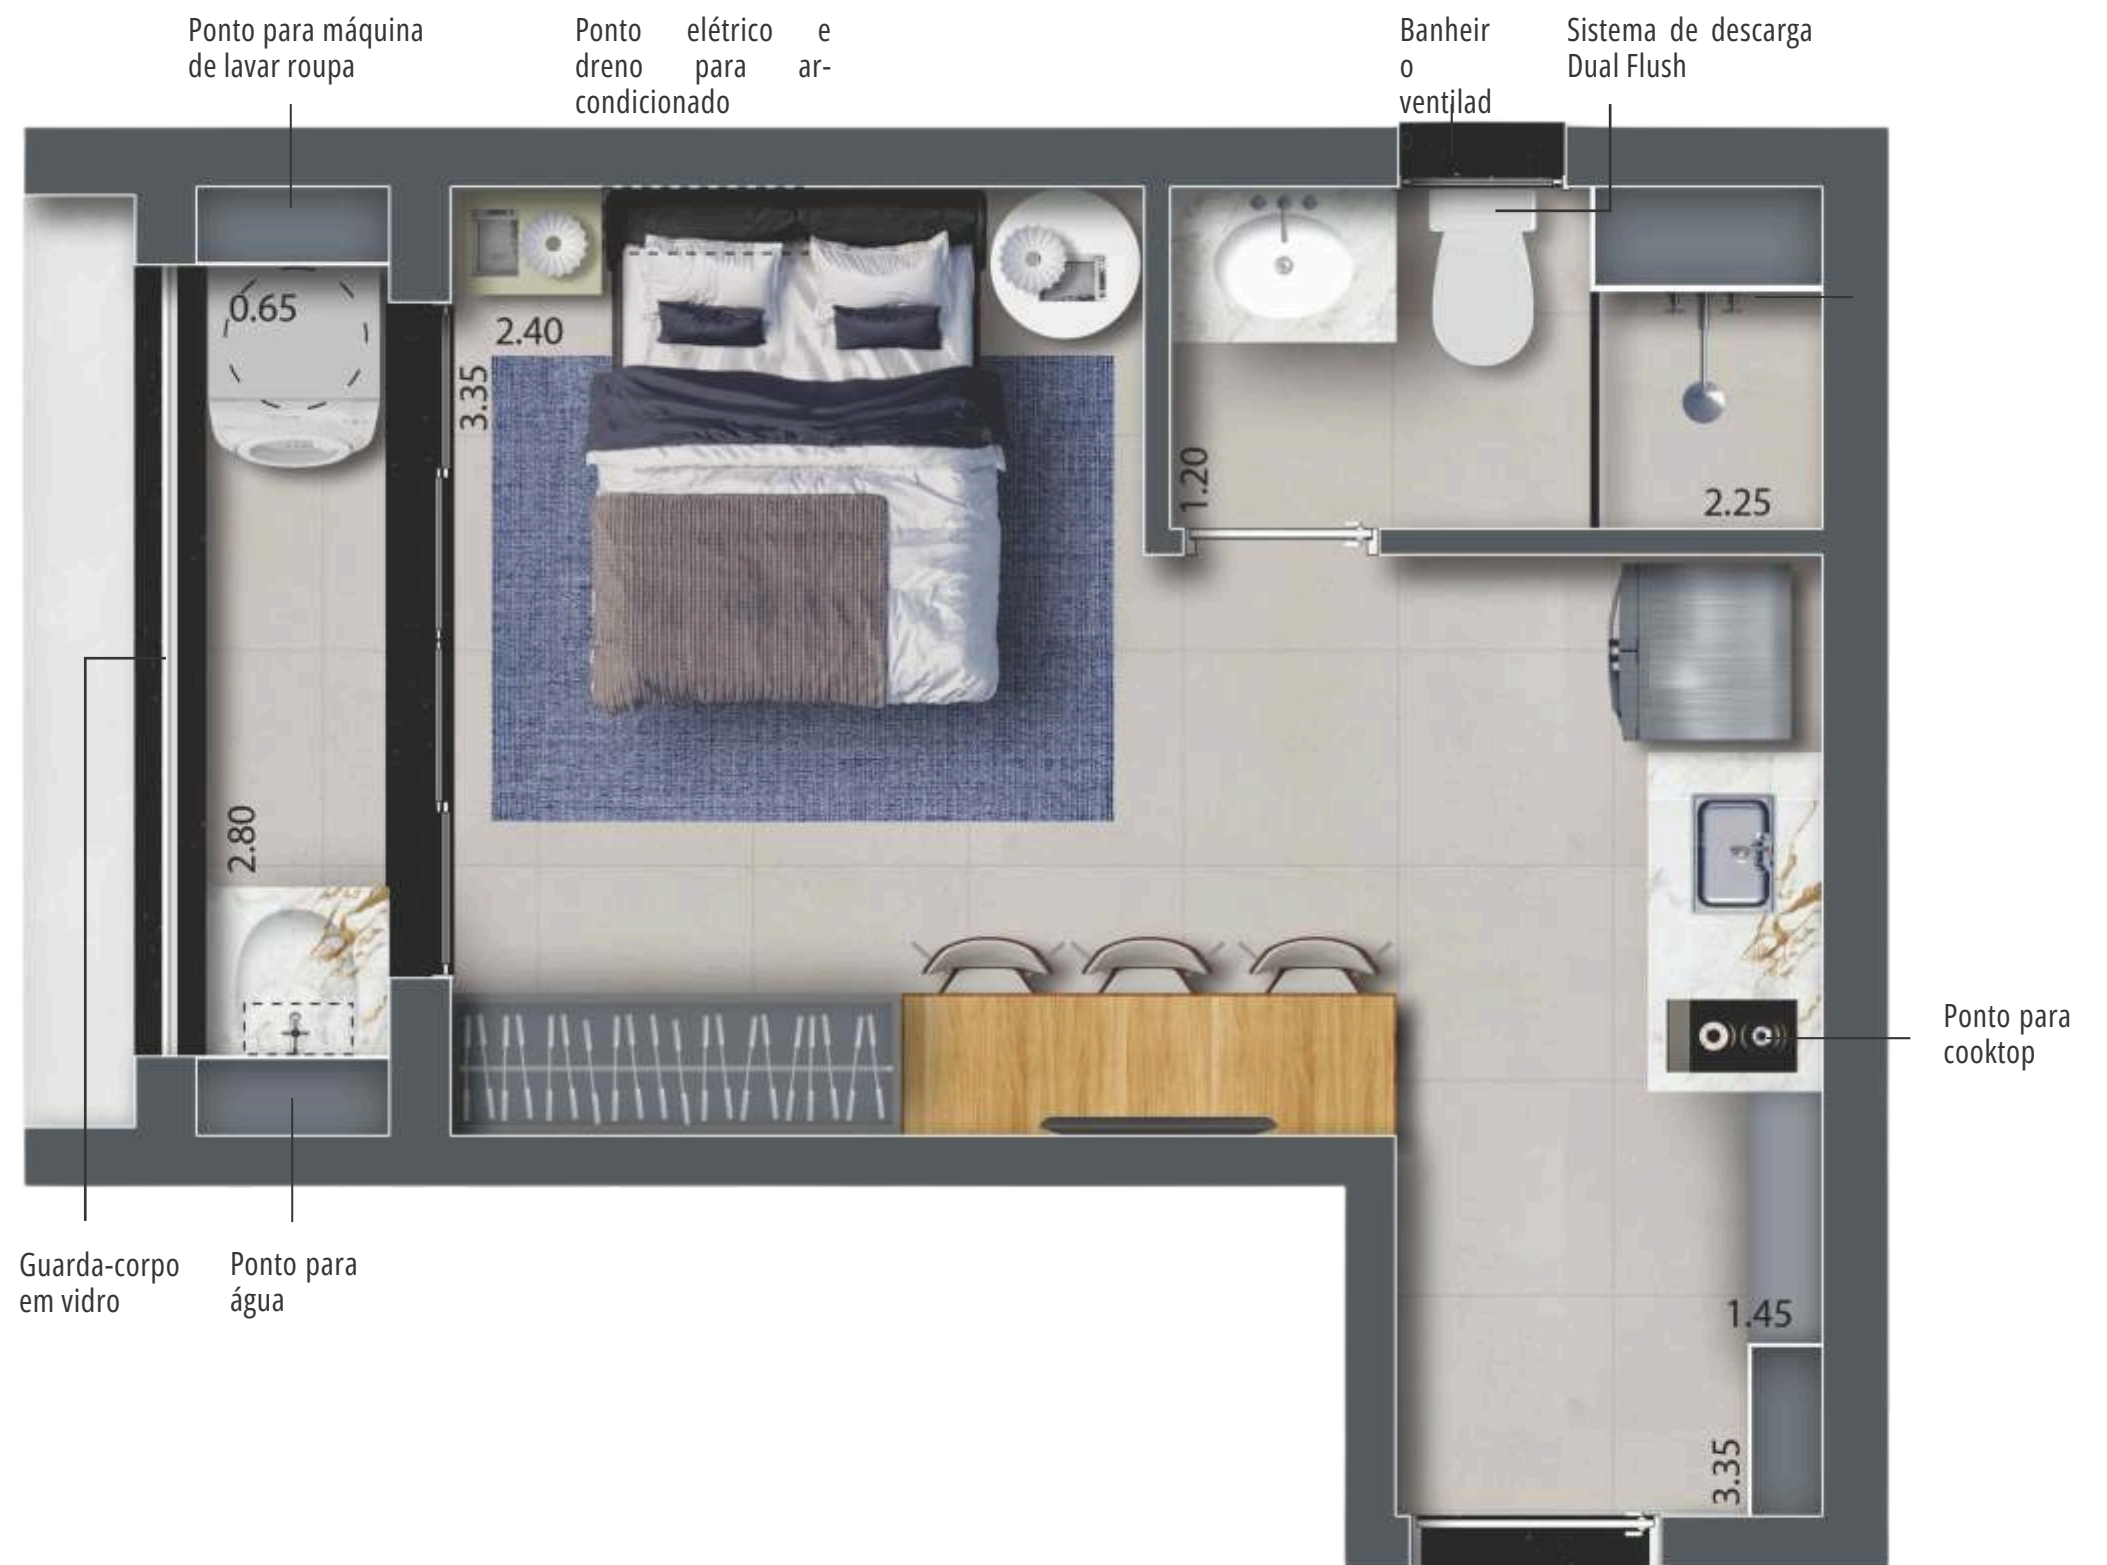 Ponto para máquina
de lavar roupa
Ponto elétrico e
dreno para ar-
condicionado
Banheir
o
ventilad
o
Sistema de descarga
Dual Flush
0.65
2.40
3.35
1.20
2.25
2.80
Ponto para
cooktop
Guarda-corpo
em vidro
Ponto para
água
1.45
3.35